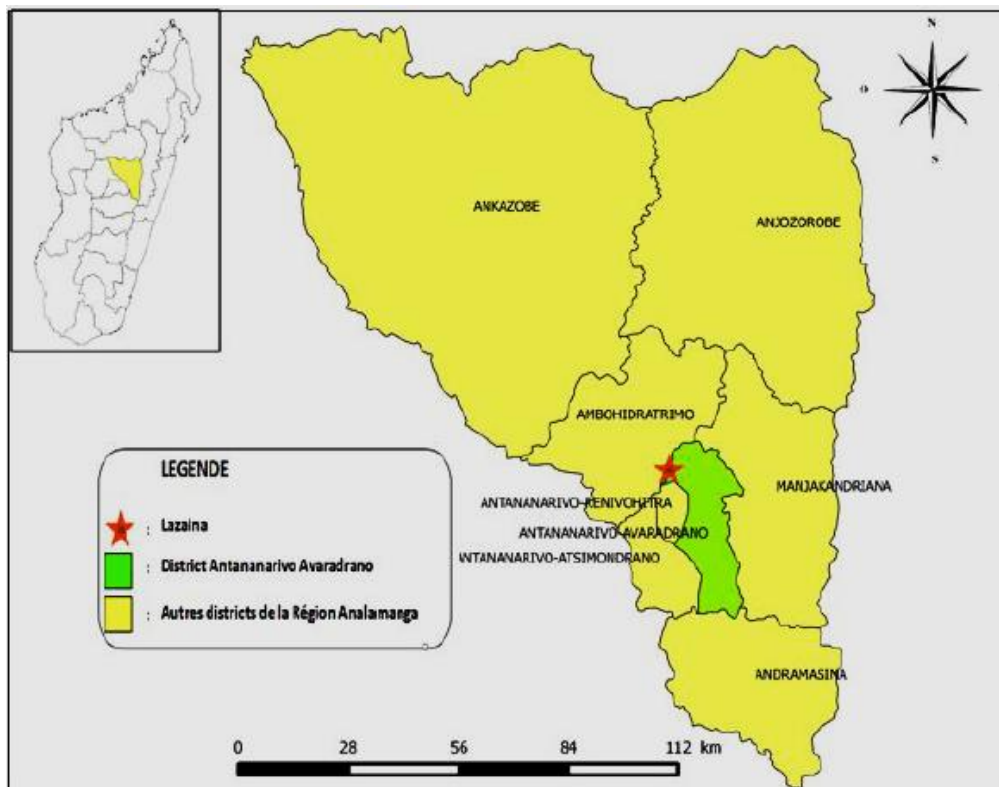 N
O
S
ANKAZOBE
ANJOZOROBE
AMBOHIDRATRIMO
MANJAKANDRIANA
ANTANANARIVO-RENIVOHITRA
ANTANANARIVO-AVARADRANO
ANTANANARIVO-ATSIMONDRANO
ANDRAMASINA
LEGENDE
: Lazaina
: District Antananarivo Avaradrano
: Autres districts de la Région Analamanga
0 28 56 84 112 km